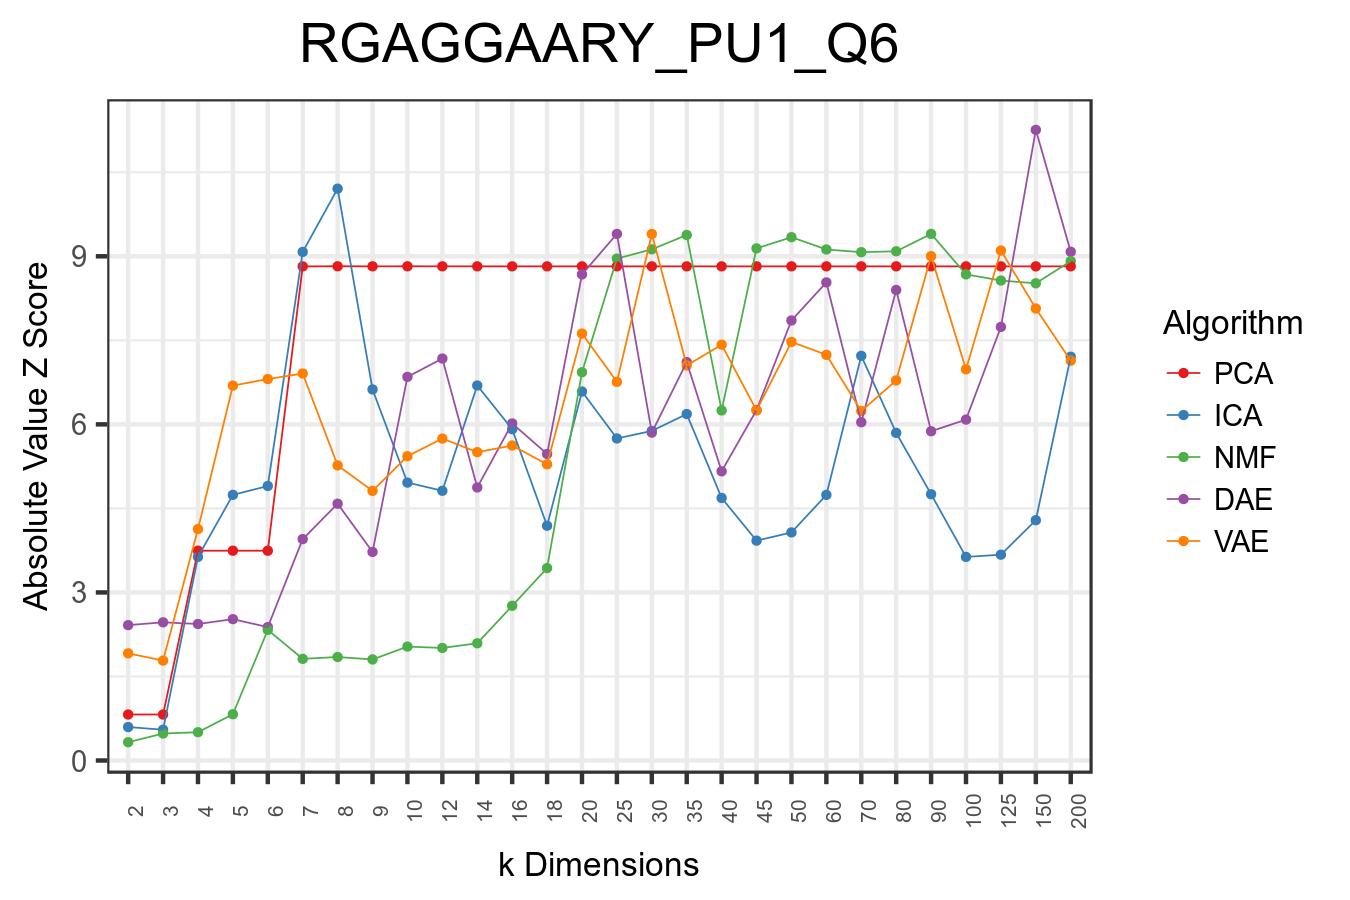 RGAGGAARY_PU1_Q6
Absolute Value Z Score
9
6
3
0
2 3 4 5 6 7 8 9 10 12 14 16 18 20 25 30 35 40 45 50 60 70 80 90 100 125 150 200
k Dimensions
Algorithm
PCA
ICA
NMF
DAE
VAE